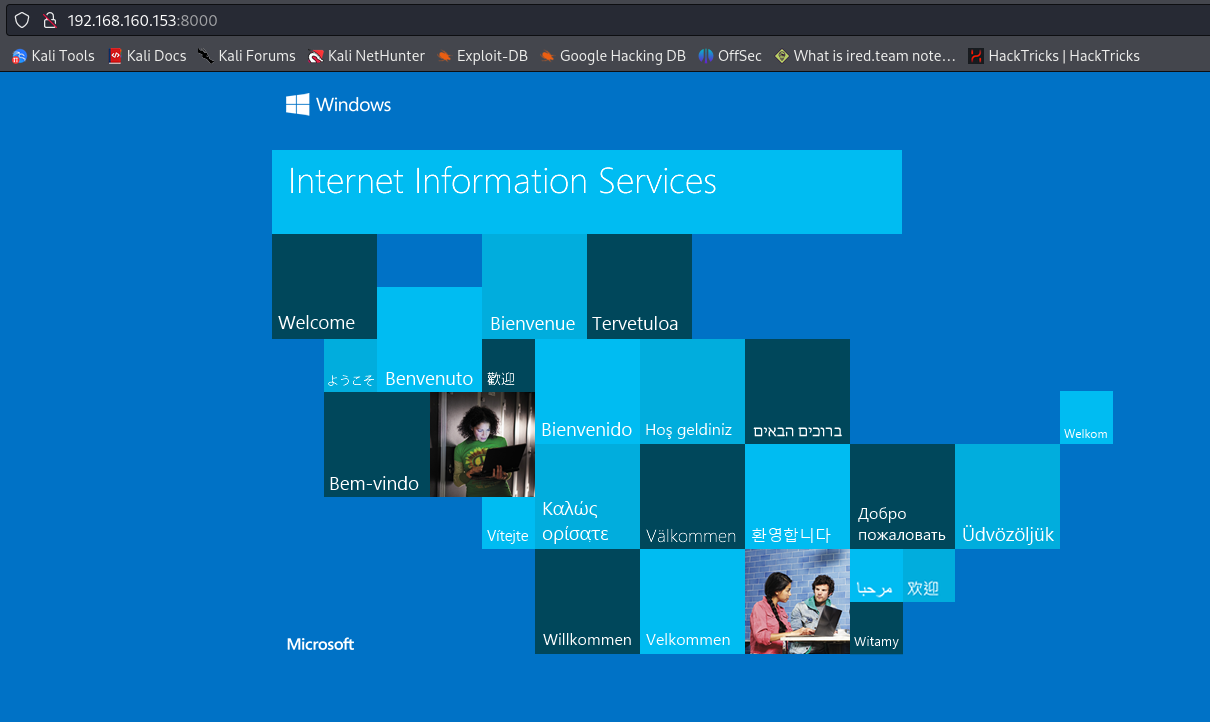 192.168.160.153:8000
Kali Tools
Kali Docs
Kali Forums
Kali NetHunter
Exploit-DB
Google Hacking DB
OffSec
What is ired.team note…
HackTricks | HackTricks
Windows
Internet Information Services
Welcome
Bienvenue
Tervetuloa
ようこそ
Benvenuto
歡迎
Bienvenido
Hoş geldiniz
ברוכים הבאים
Welkom
Bem-vindo
Vítejte
Καλώς
ορίσατε
Välkommen
환영합니다
Добро
пожаловать
Üdvözöljük
Microsoft
Willkommen
Velkommen
مرحبا
欢迎
Witamy